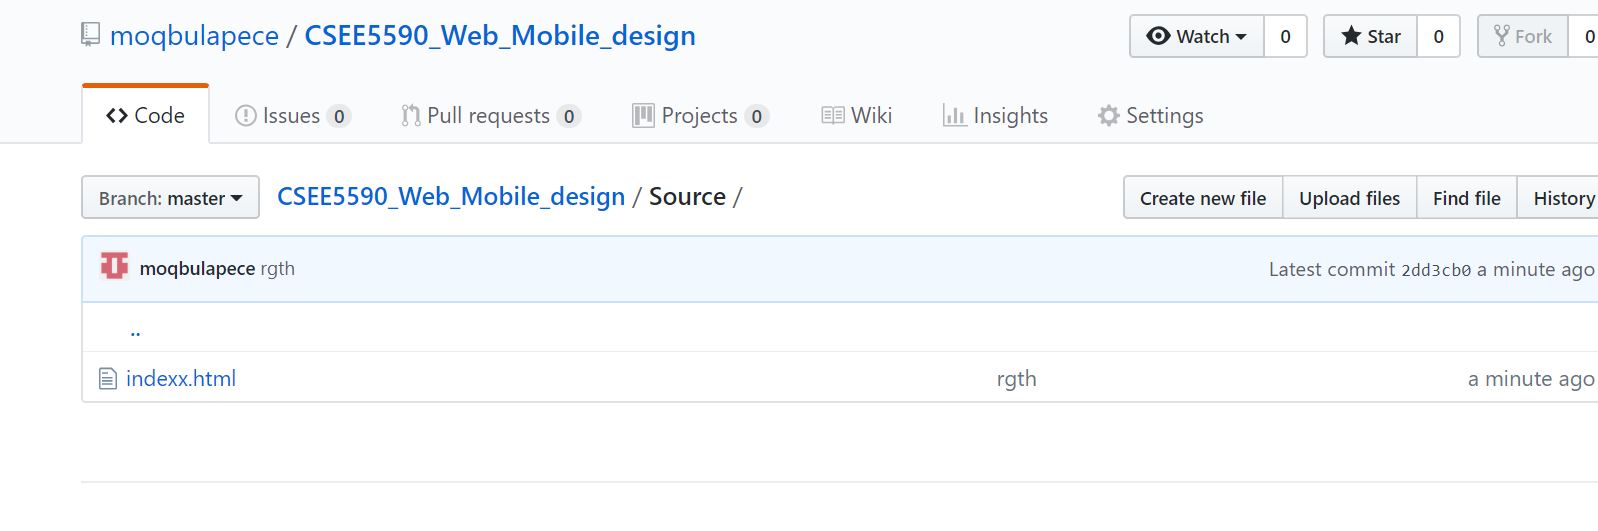 moqbulapece / CSEE5590_Web_Mobile_design Watch 0 Star 0 Fork 0
Code Issues 0 Pull requests 0 Projects 0 Wiki Insights Settings
Branch: master CSEE5590_Web_Mobile_design / Source / Create new file Upload files Find file History
moqbulapece rgth Latest commit 2dd3cb0 a minute ago
..
indexx.html rgth a minute ago